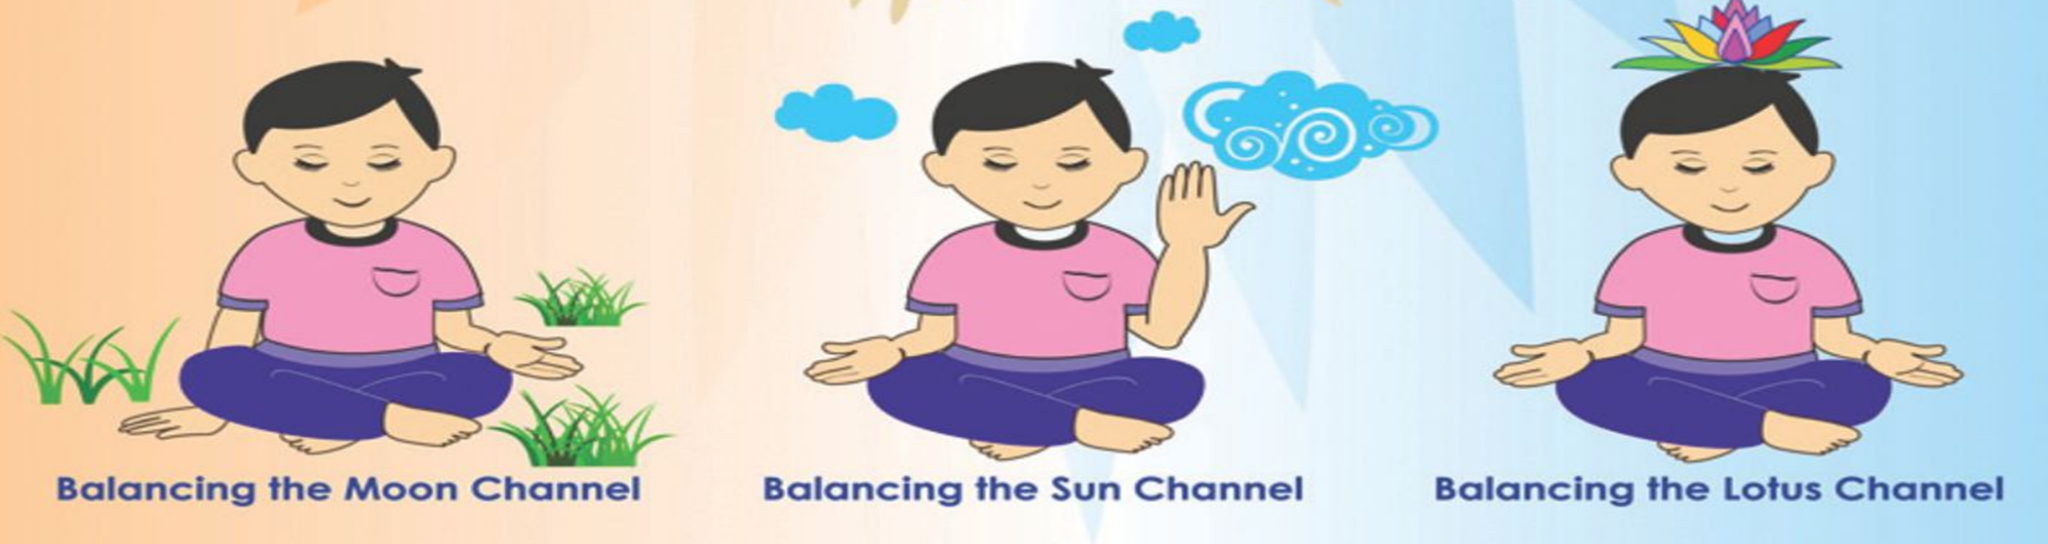 Balancing the Moon Channel
Balancing the Sun Channel
Balancing the Lotus Channel